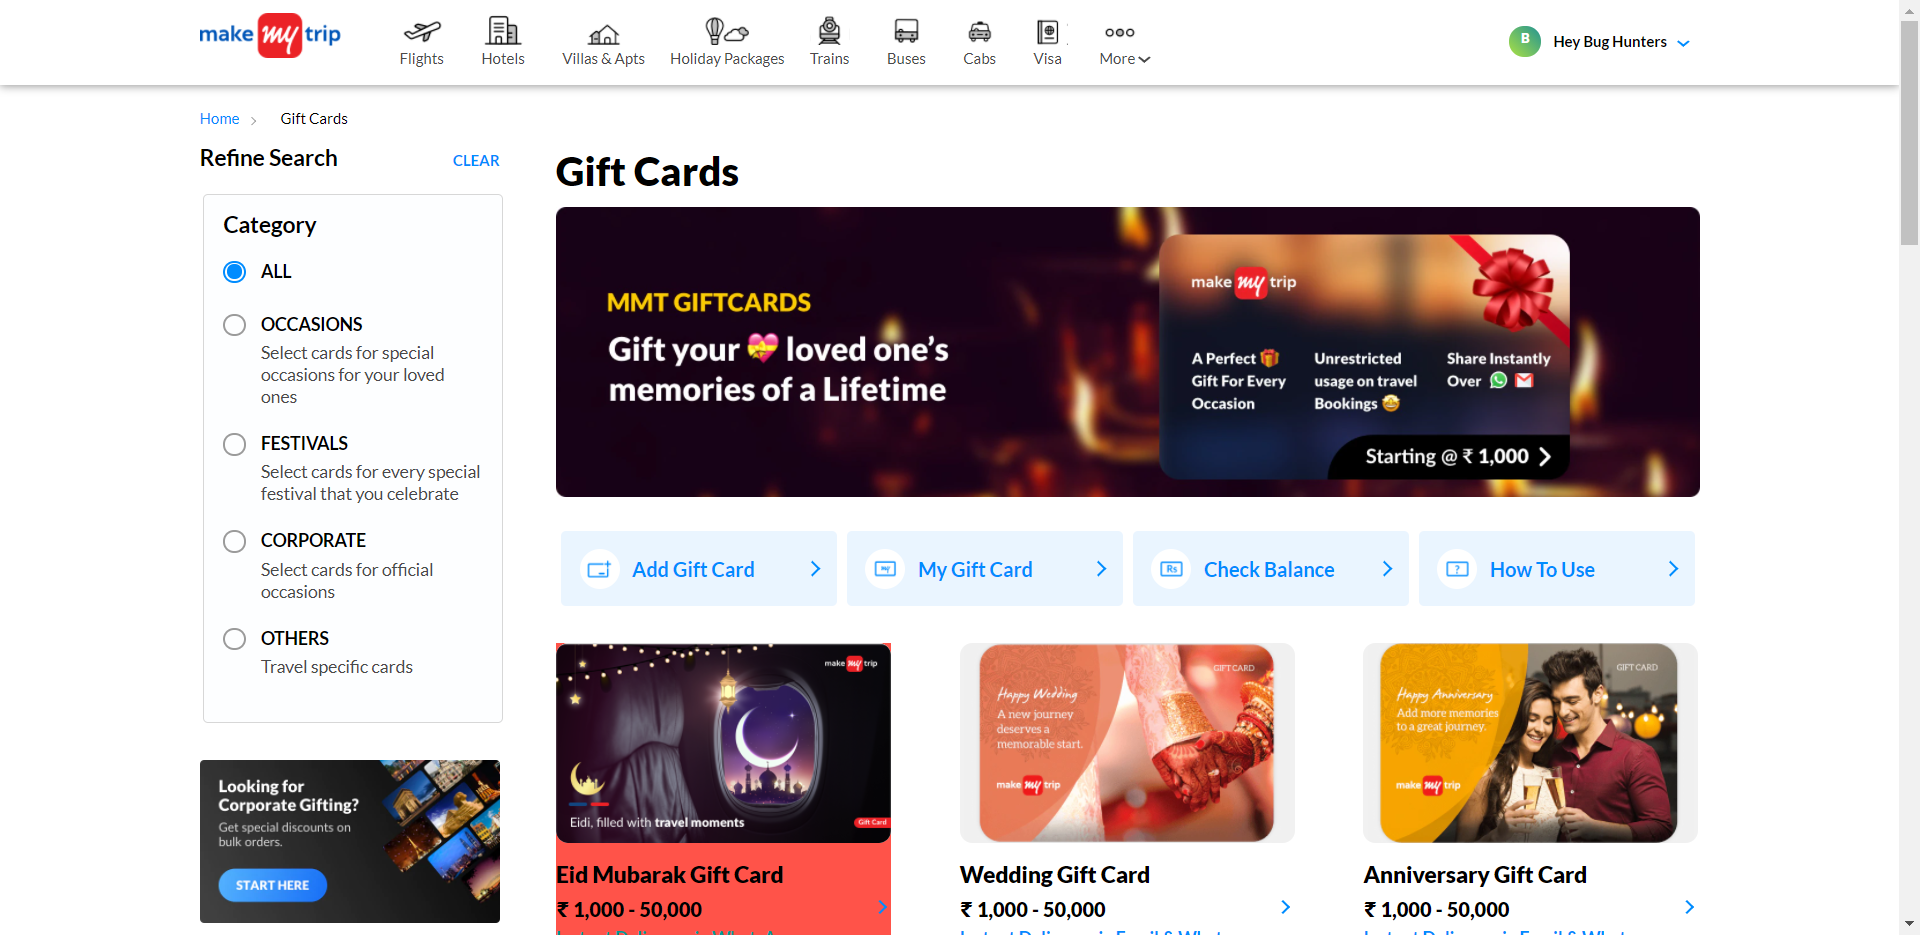 make my trip
Flights
Hotels
Villas & Apts
Holiday Packages
Trains
Buses
Cabs
Visa
More
B
Hey Bug Hunters
Home
Gift Cards
Refine Search
CLEAR
Category
ALL
OCCASIONS
Select cards for special
occasions for your loved
ones
FESTIVALS
Select cards for every special
festival that you celebrate
CORPORATE
Select cards for official
occasions
OTHERS
Travel specific cards
Looking for
Corporate Gifting?
Get special discounts on
bulk orders.
START HERE
Gift Cards
MMT GIFTCARDS
Gift your 💝 loved one's
memories of a Lifetime
make my trip
A Perfect 🎁
Gift For Every
Occasion
Unrestricted
usage on travel
Bookings 🤩
Share Instantly
Over
Starting @ ₹ 1,000
Add Gift Card
my
My Gift Card
Rs
Check Balance
?
How To Use
make my trip
Eidi, filled with travel moments
Gift Card
Eid Mubarak Gift Card
₹ 1,000 - 50,000
GIFT CARD
Happy Wedding
A new journey
deserves a
memorable start.
make my trip
Wedding Gift Card
₹ 1,000 - 50,000
GIFT CARD
Happy Anniversary
Add more memories
to a great journey.
make my trip
Anniversary Gift Card
₹ 1,000 - 50,000